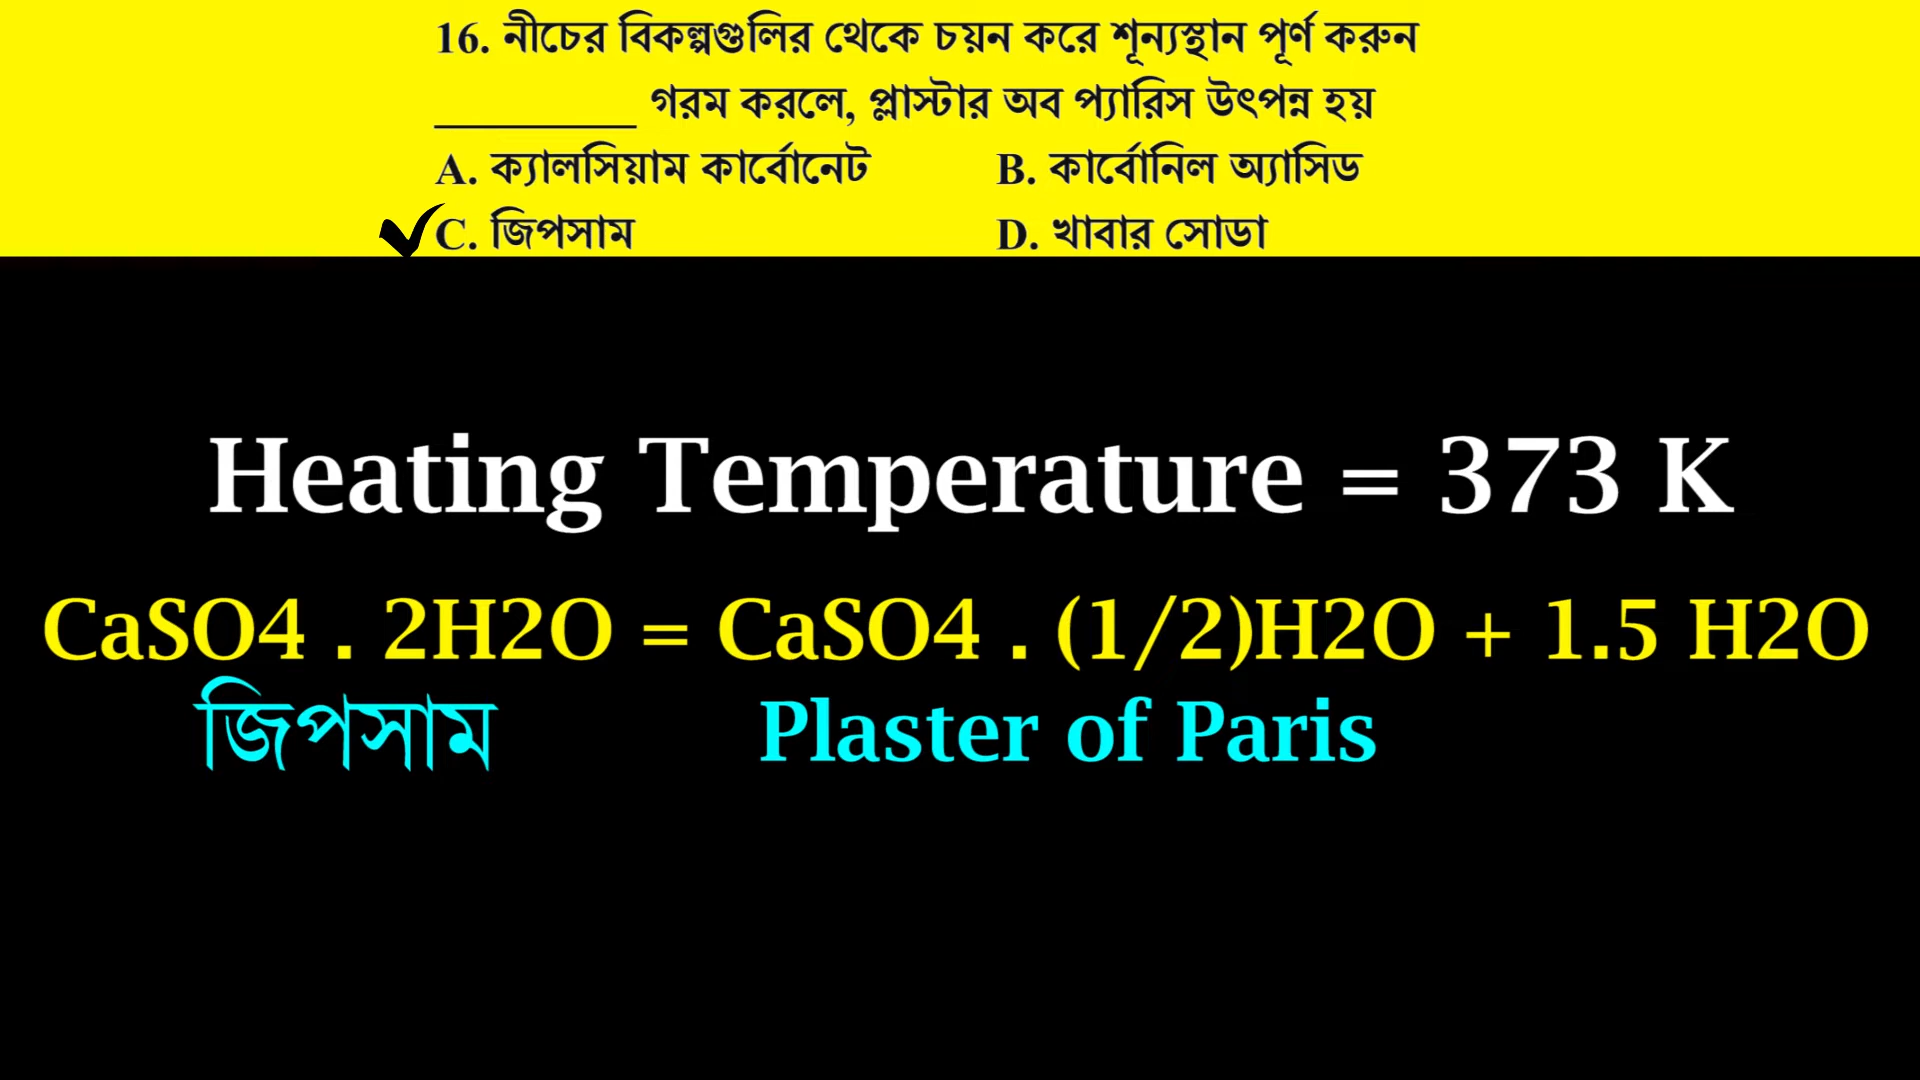 16. নীচের বিকল্পগুলির থেকে চয়ন করে শূন্যস্থান পূর্ণ করুন
_________ গরম করলে, প্লাস্টার অব প্যারিস উৎপন্ন হয়
A. ক্যালসিয়াম কার্বোনেট B. কার্বোনিল অ্যাসিড
C. জিপসাম D. খাবার সোডা
Heating Temperature = 373 K
CaSO4 . 2H2O = CaSO4 . (1/2)H2O + 1.5 H2O
জিপসাম Plaster of Paris